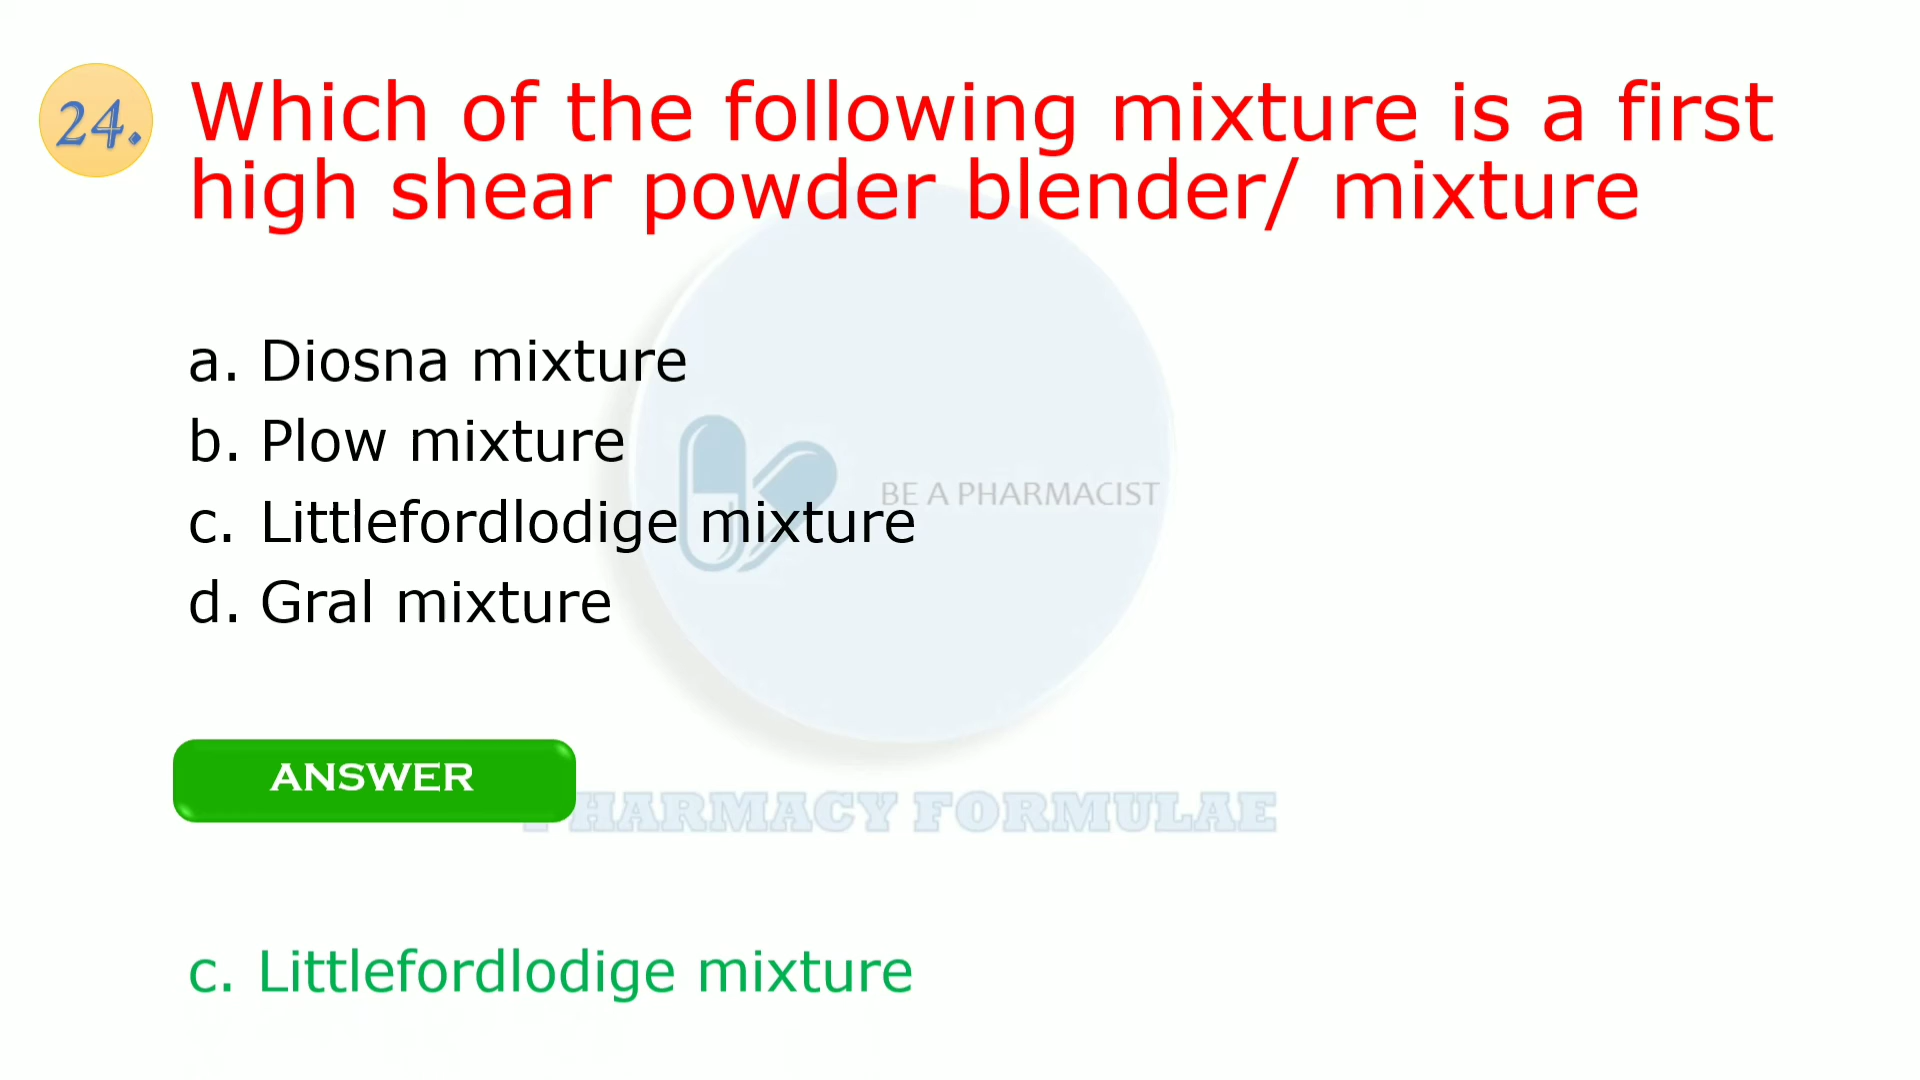 24.
Which of the following mixture is a first
high shear powder blender/ mixture
a. Diosna mixture
b. Plow mixture
BE A PHARMACIST
c. Littlefordlodige mixture
d. Gral mixture
ANSWER
PHARMACY FORMULAE
c. Littlefordlodige mixture